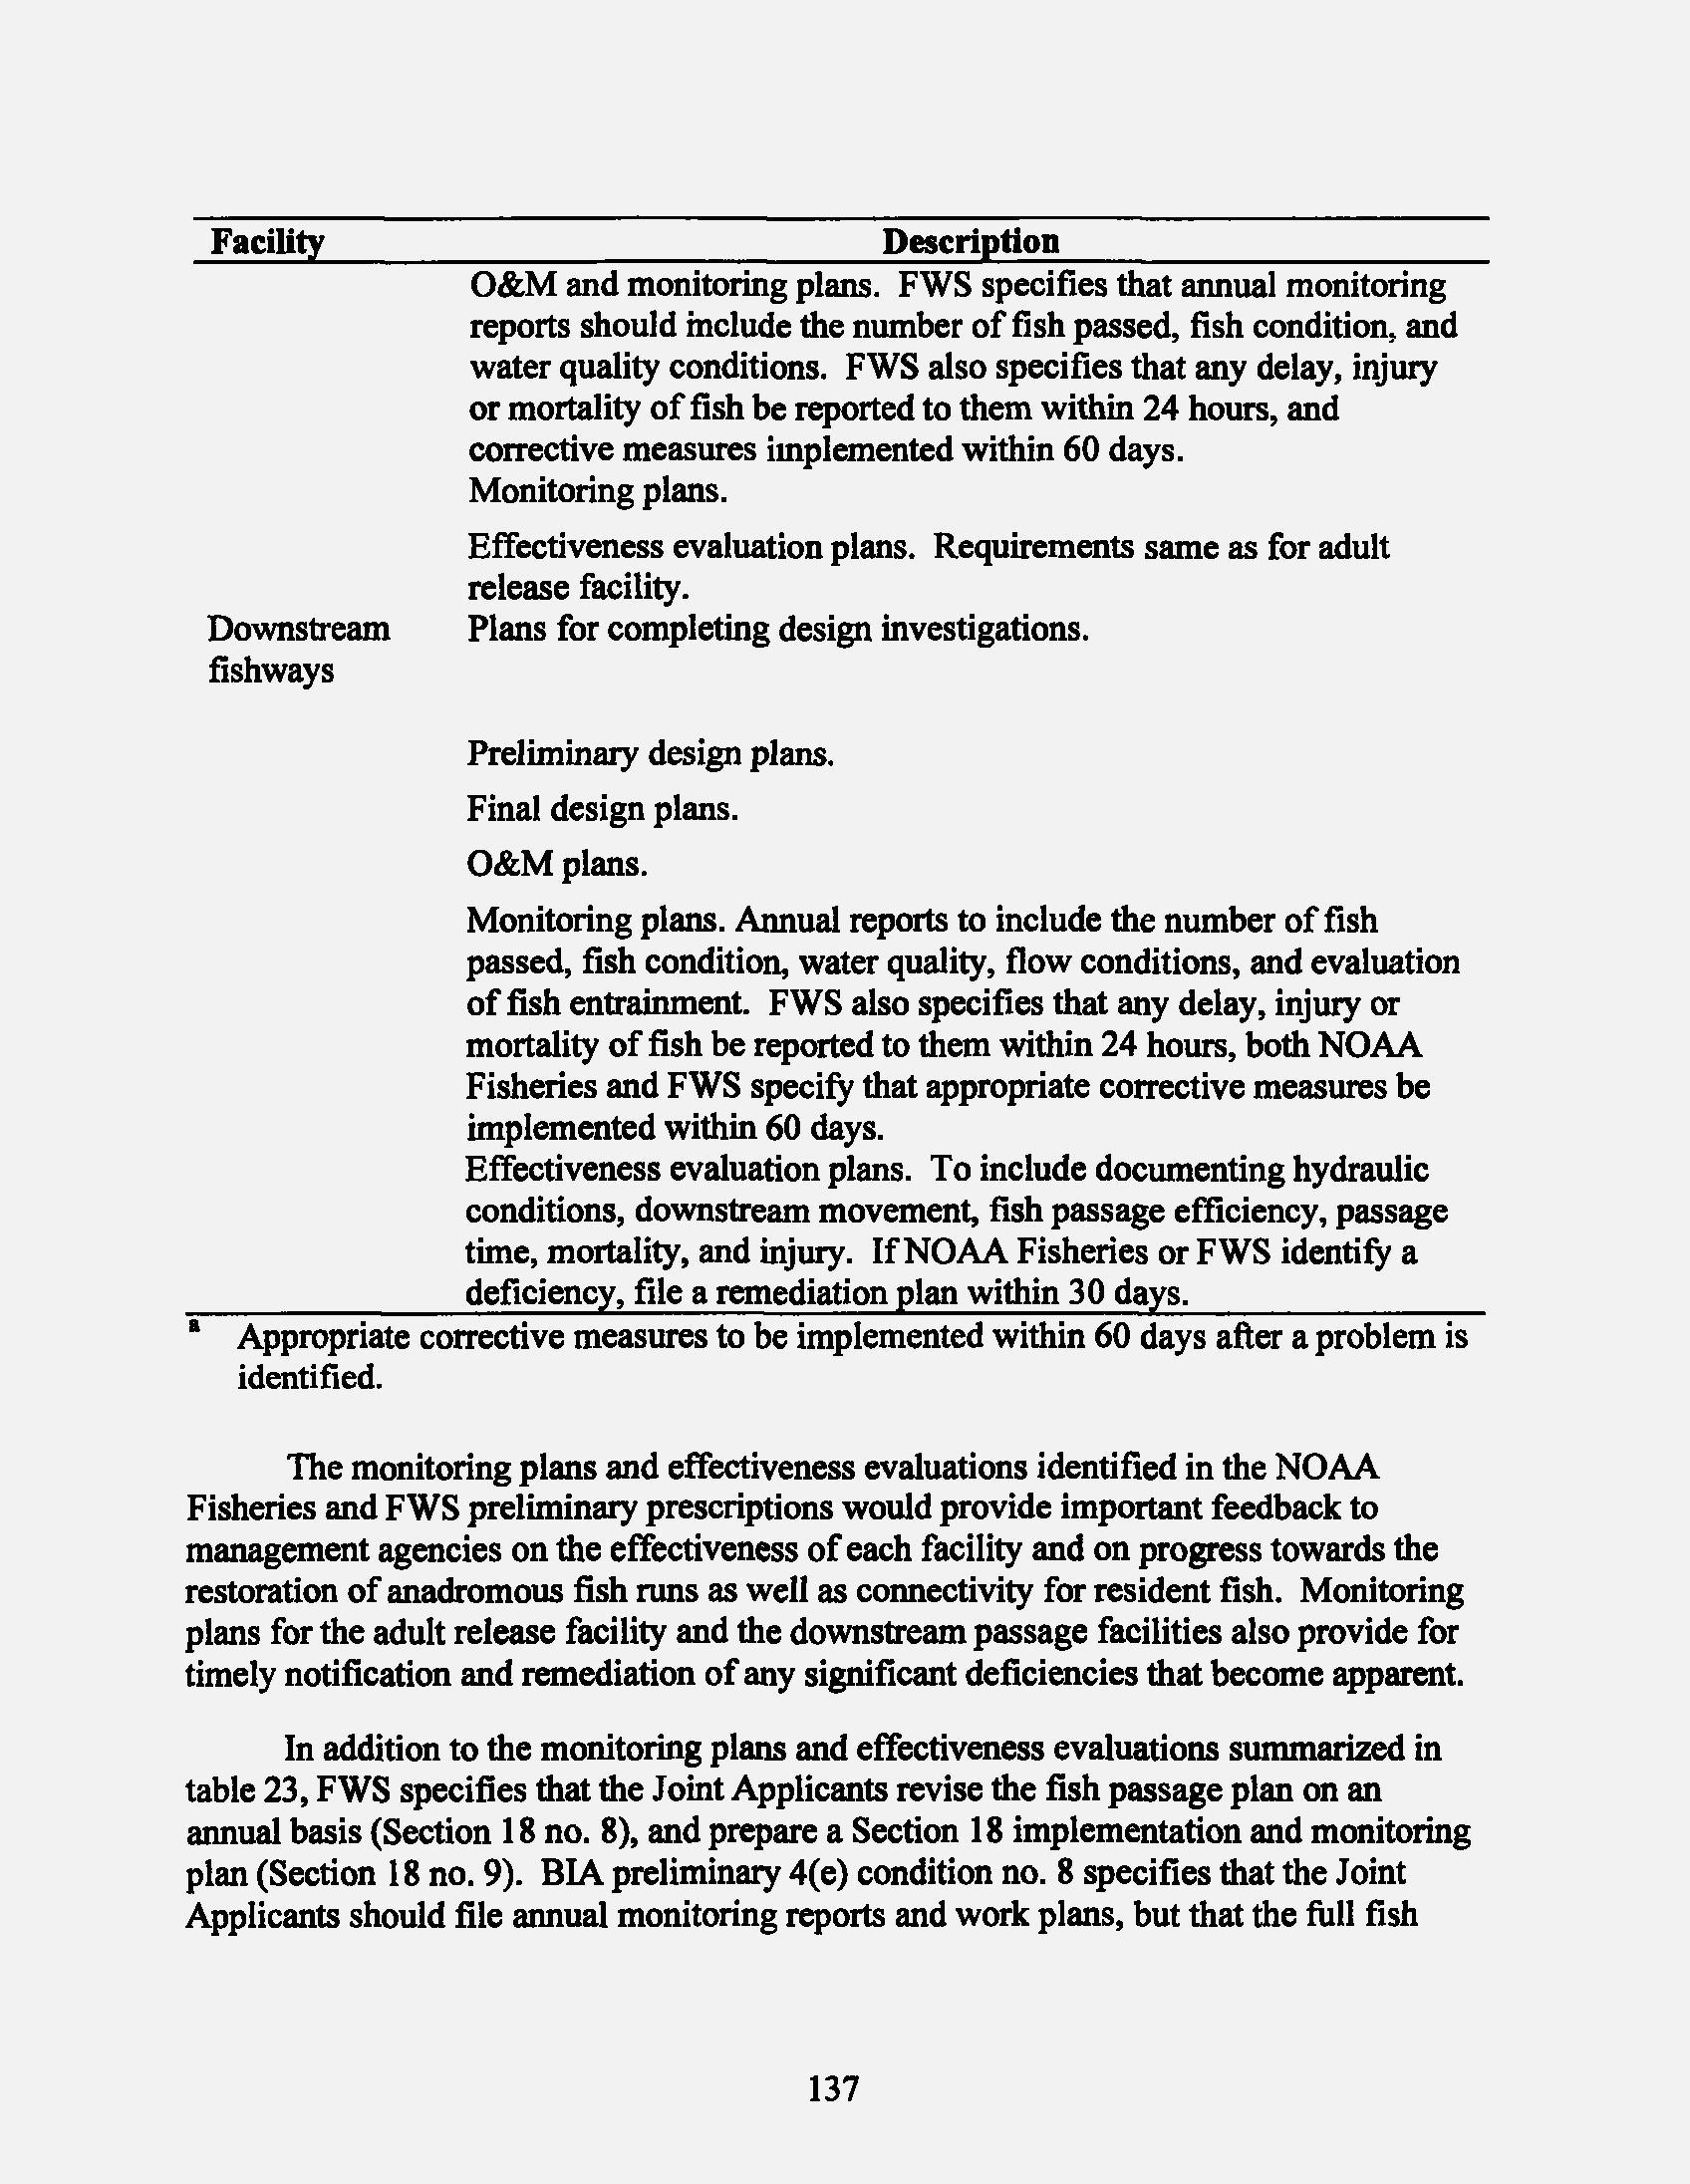 Facility Description
O&M and monitoring plans. FWS specifies that annual monitoring
reports should include the number of fish passed, fish condition, and
water quality conditions. FWS also specifies that any delay, injury
or mortality of fish be reported to them within 24 hours, and
corrective measures implemented within 60 days.
Monitoring plans.
Effectiveness evaluation plans. Requirements same as for adult
release facility.
Downstream Plans for completing design investigations.
fishways
Preliminary design plans.
Final design plans.
O&M plans.
Monitoring plans. Annual reports to include the number of fish
passed, fish condition, water quality, flow conditions, and evaluation
of fish entrainment. FWS also specifies that any delay, injury or
mortality of fish be reported to them within 24 hours, both NOAA
Fisheries and FWS specify that appropriate corrective measures be
implemented within 60 days.
Effectiveness evaluation plans. To include documenting hydraulic
conditions, downstream movement, fish passage efficiency, passage
time, mortality, and injury. If NOAA Fisheries or FWS identify a
deficiency, file a remediation plan within 30 days.
a Appropriate corrective measures to be implemented within 60 days after a problem is
identified.
The monitoring plans and effectiveness evaluations identified in the NOAA
Fisheries and FWS preliminary prescriptions would provide important feedback to
management agencies on the effectiveness of each facility and on progress towards the
restoration of anadromous fish runs as well as connectivity for resident fish. Monitoring
plans for the adult release facility and the downstream passage facilities also provide for
timely notification and remediation of any significant deficiencies that become apparent.
In addition to the monitoring plans and effectiveness evaluations summarized in
table 23, FWS specifies that the Joint Applicants revise the fish passage plan on an
annual basis (Section 18 no. 8), and prepare a Section 18 implementation and monitoring
plan (Section 18 no. 9). BIA preliminary 4(e) condition no. 8 specifies that the Joint
Applicants should file annual monitoring reports and work plans, but that the full fish
137